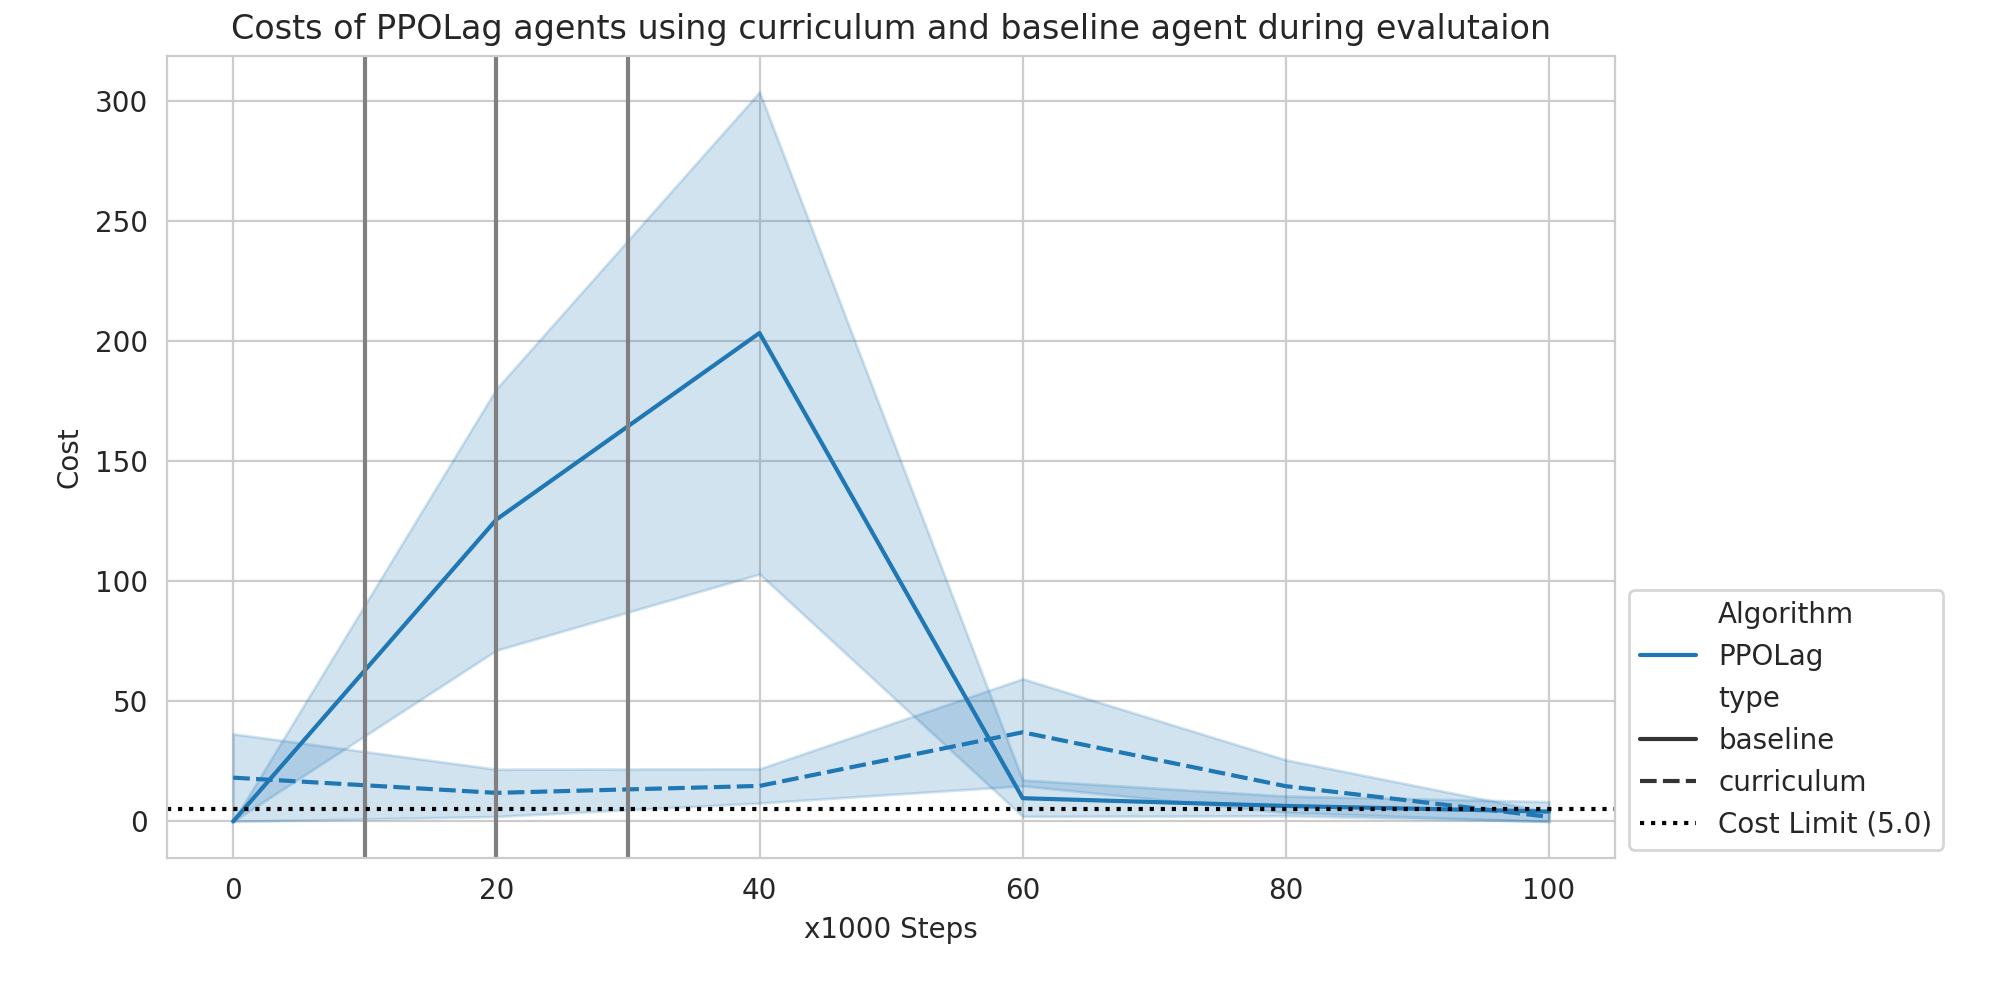 Costs of PPOLag agents using curriculum and baseline agent during evalutaion
300
250
200
150
100
50
0
Cost
0 20 40 60 80 100
x1000 Steps
Algorithm
PPOLag
type
baseline
curriculum
Cost Limit (5.0)